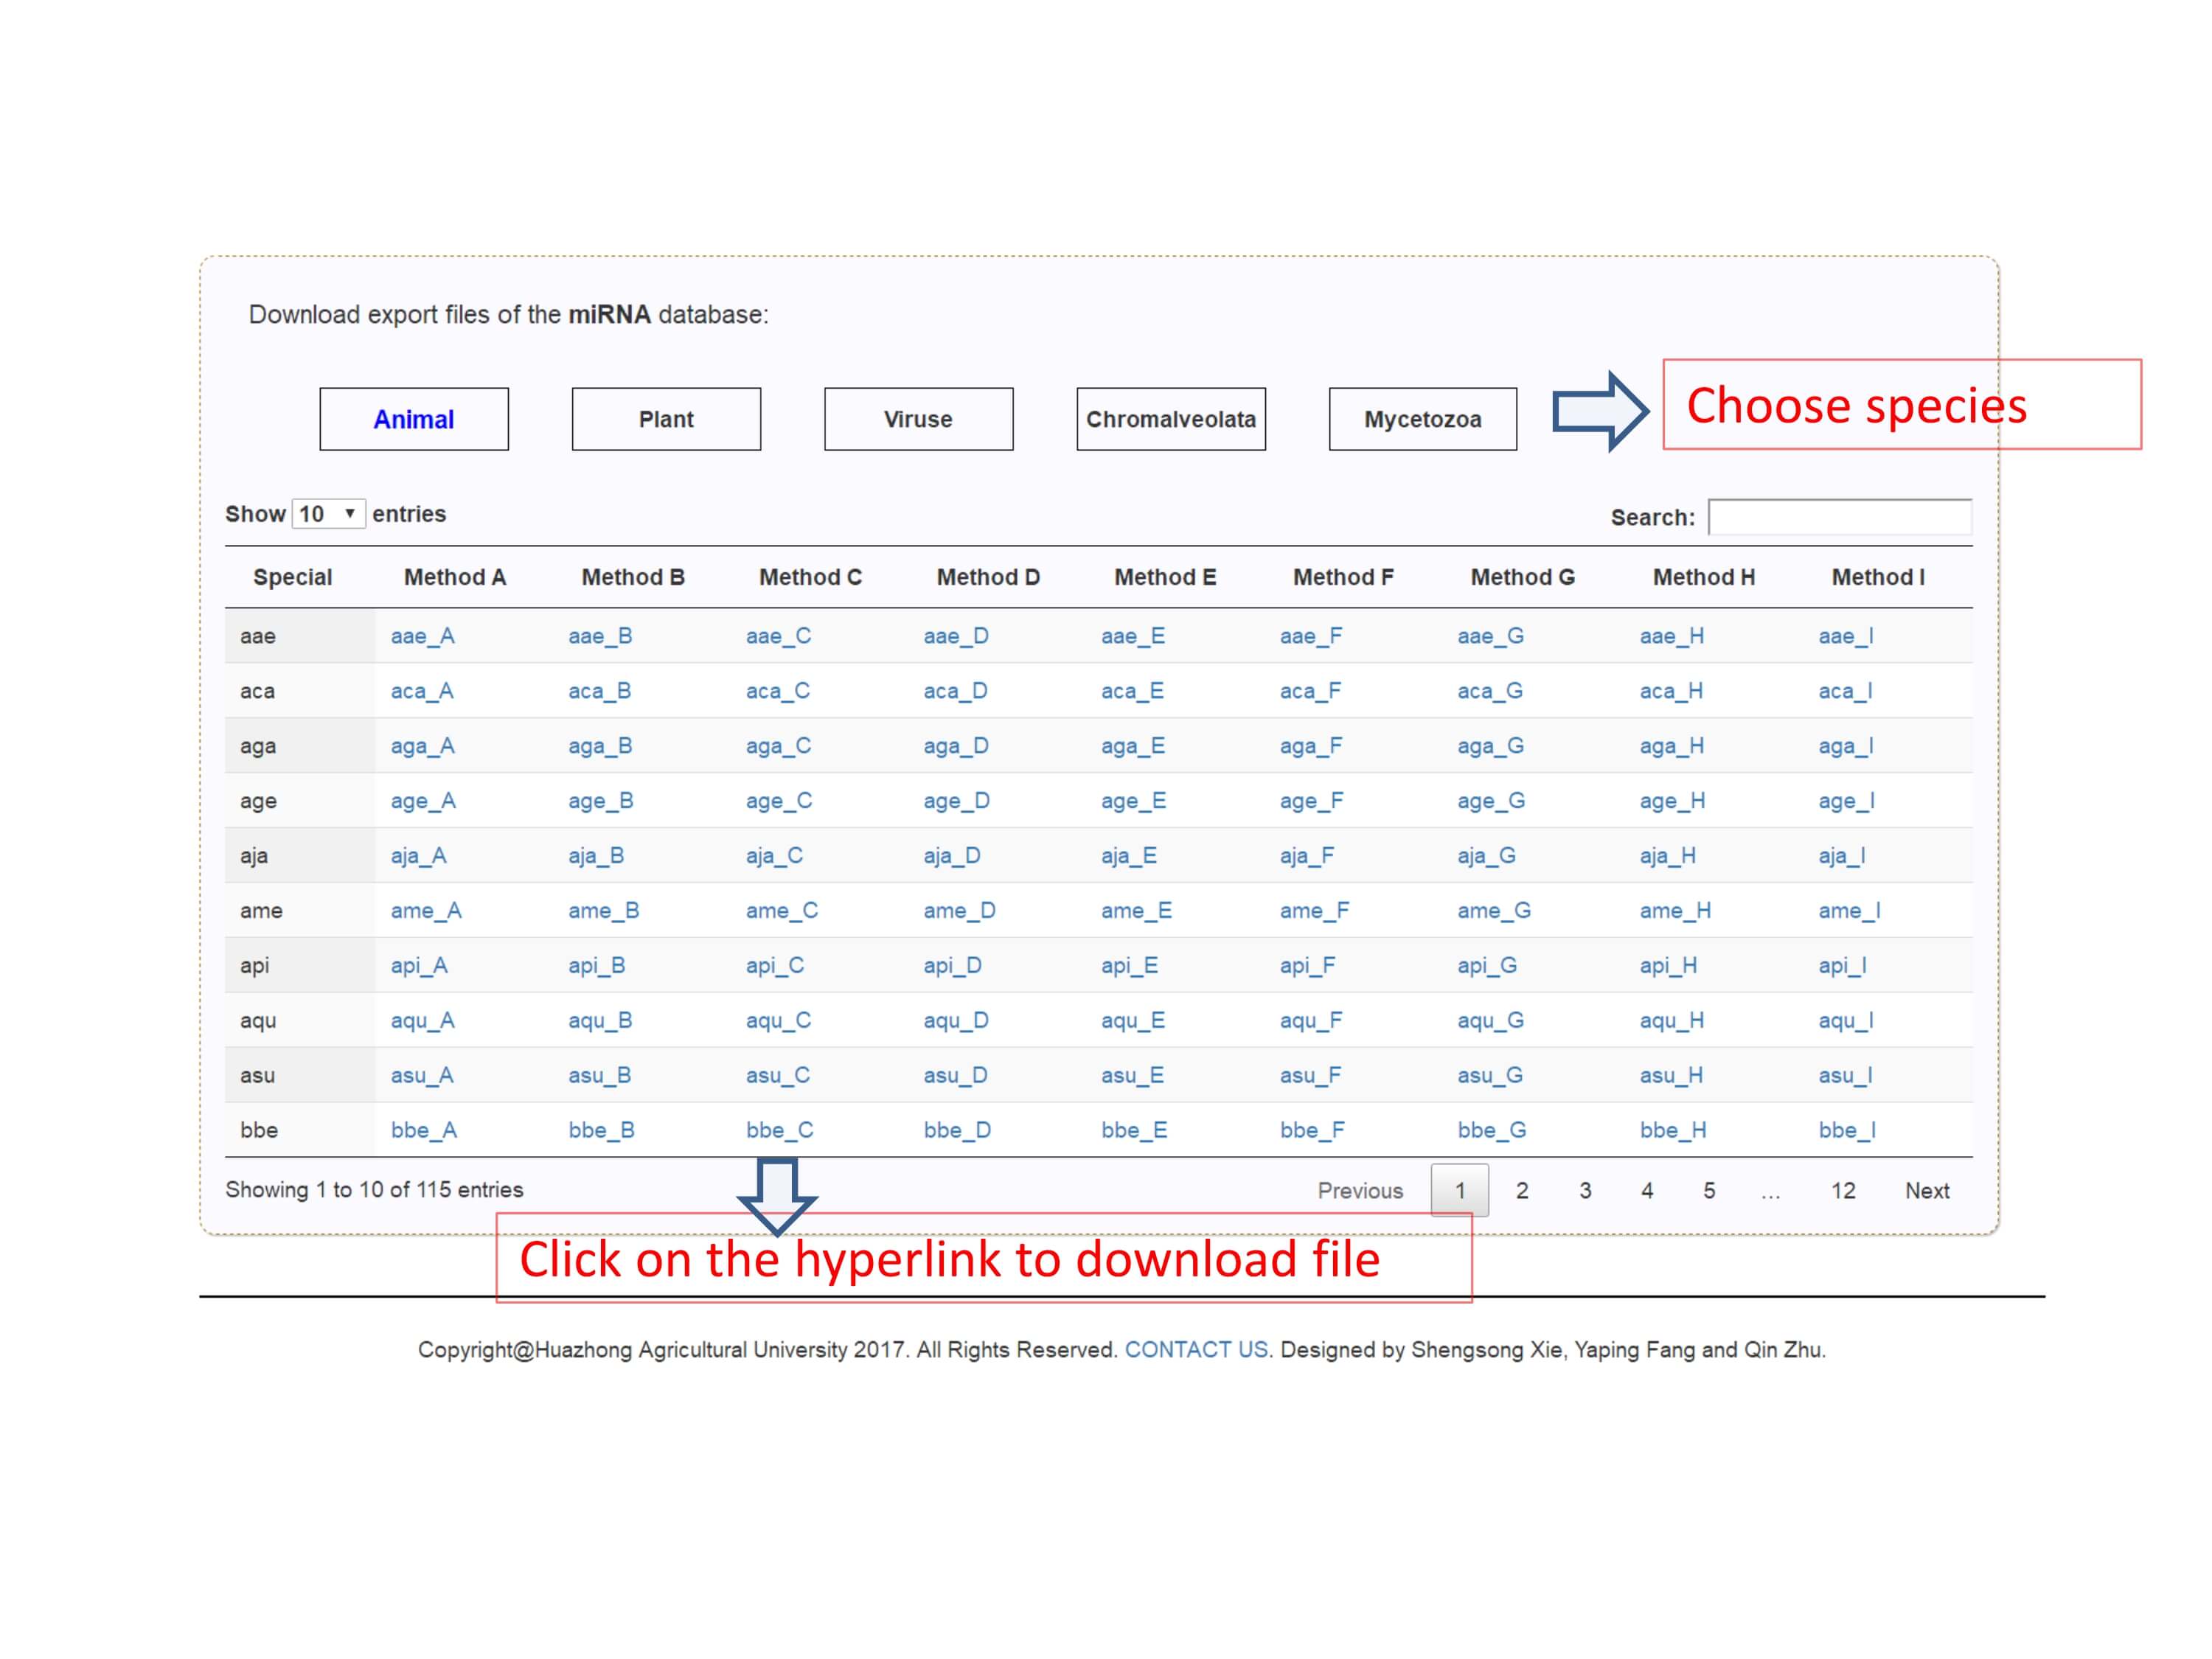 Download export files of the miRNA database:
Animal Plant Viruse Chromalveolata Mycetozoa Choose species
Show 10 entries Search:
Special Method A Method B Method C Method D Method E Method F Method G Method H Method I
aae aae_A aae_B aae_C aae_D aae_E aae_F aae_G aae_H aae_I
aca aca_A aca_B aca_C aca_D aca_E aca_F aca_G aca_H aca_I
aga aga_A aga_B aga_C aga_D aga_E aga_F aga_G aga_H aga_I
age age_A age_B age_C age_D age_E age_F age_G age_H age_I
aja aja_A aja_B aja_C aja_D aja_E aja_F aja_G aja_H aja_I
ame ame_A ame_B ame_C ame_D ame_E ame_F ame_G ame_H ame_I
api api_A api_B api_C api_D api_E api_F api_G api_H api_I
aqu aqu_A aqu_B aqu_C aqu_D aqu_E aqu_F aqu_G aqu_H aqu_I
asu asu_A asu_B asu_C asu_D asu_E asu_F asu_G asu_H asu_I
bbe bbe_A bbe_B bbe_C bbe_D bbe_E bbe_F bbe_G bbe_H bbe_I
Showing 1 to 10 of 115 entries Previous 1 2 3 4 5 ... 12 Next
Click on the hyperlink to download file
Copyright@Huazhong Agricultural University 2017. All Rights Reserved. CONTACT US. Designed by Shengsong Xie, Yaping Fang and Qin Zhu.